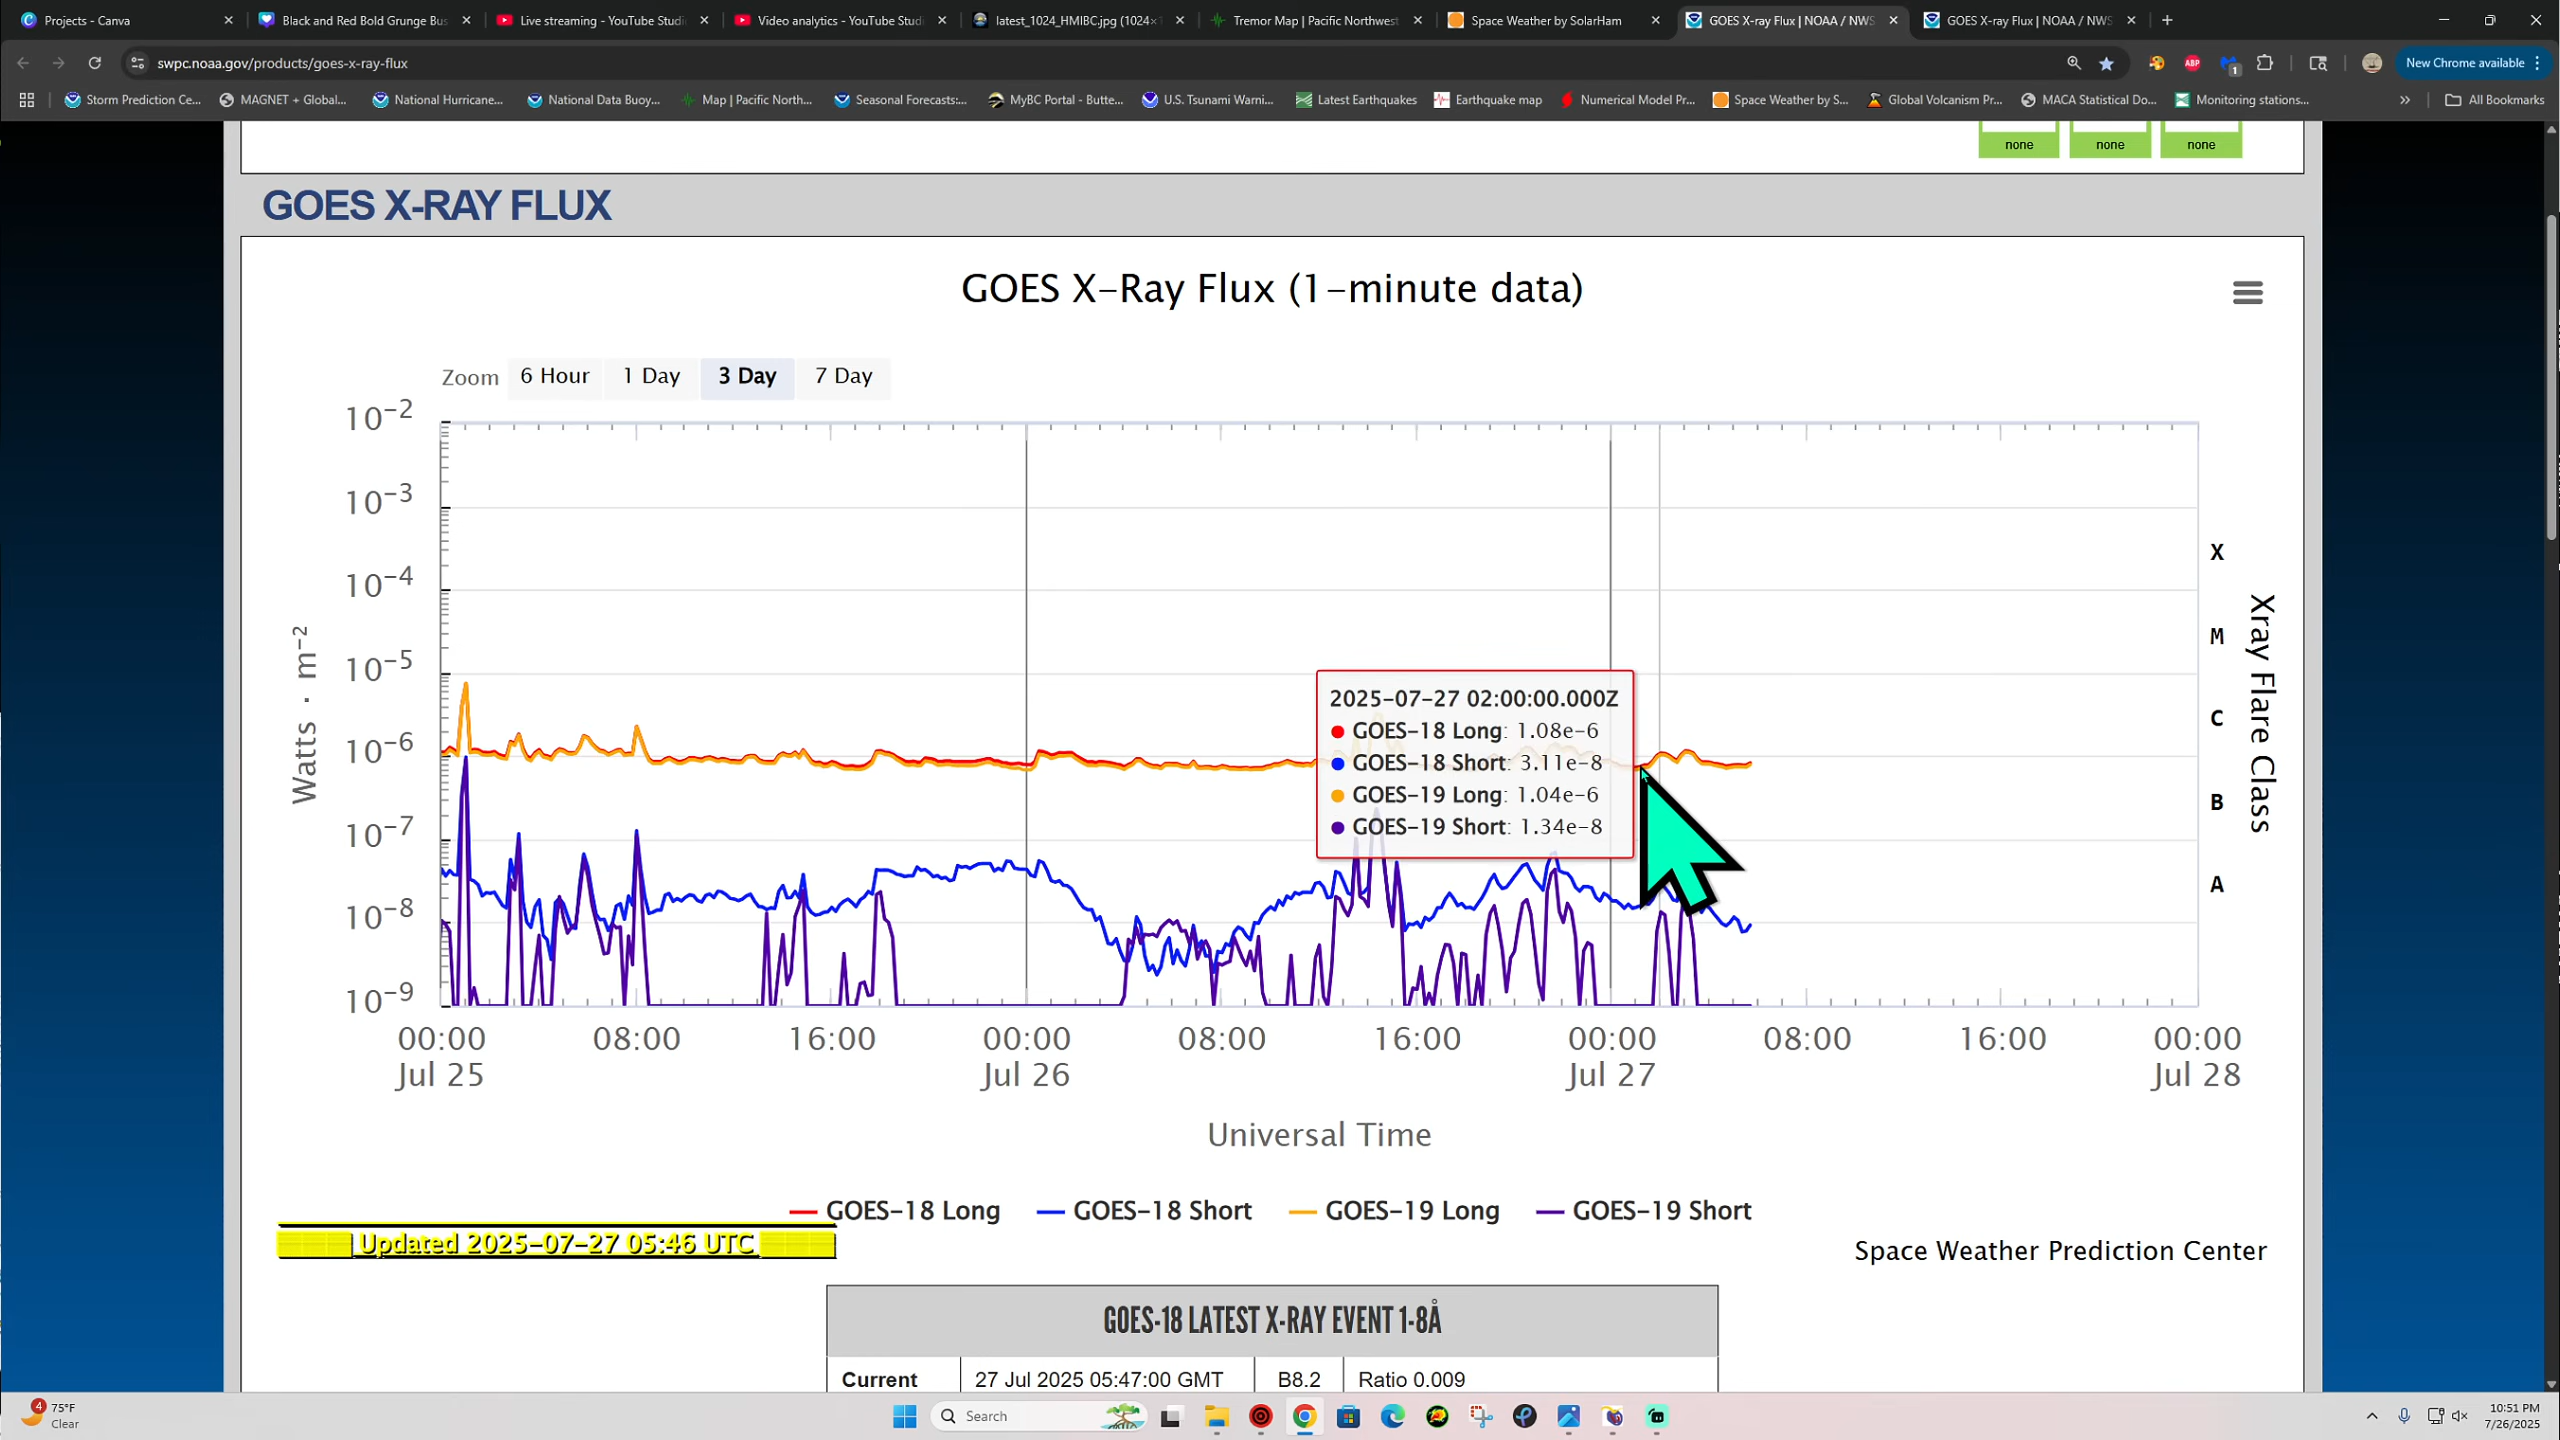 Projects - Canva
Black and Red Bold Grunge Bus
Live streaming - YouTube Studi
Video analytics - YouTube Studi
latest_1024_HMIBC.jpg (1024×1
Tremor Map | Pacific Northwest
Space Weather by SolarHam
GOES X-ray Flux | NOAA / NWS
GOES X-ray Flux | NOAA / NWS
swpc.noaa.gov/products/goes-x-ray-flux
ABP
1
New Chrome available
Storm Prediction Ce...
MAGNET + Global...
National Hurricane...
National Data Buoy...
Map | Pacific North...
Seasonal Forecasts:...
MyBC Portal - Butte...
U.S. Tsunami Warni...
Latest Earthquakes
Earthquake map
Numerical Model Pr...
Space Weather by S...
Global Volcanism Pr...
MACA Statistical Do...
Monitoring stations...
All Bookmarks
none none none
GOES X-RAY FLUX
GOES X-Ray Flux (1-minute data)
Zoom 6 Hour 1 Day 3 Day 7 Day
10⁻²
10⁻³
10⁻⁴
10⁻⁵
10⁻⁶
10⁻⁷
10⁻⁸
10⁻⁹
Watts · m⁻²
X
M
C
B
A
Xray Flare Class
2025-07-27 02:00:00.000Z
GOES-18 Long: 1.08e-6
GOES-18 Short: 3.11e-8
GOES-19 Long: 1.04e-6
GOES-19 Short: 1.34e-8
00:00 08:00 16:00 00:00 08:00 16:00 00:00 08:00 16:00 00:00
Jul 25 Jul 26 Jul 27 Jul 28
Universal Time
GOES-18 Long GOES-18 Short GOES-19 Long GOES-19 Short
Updated 2025-07-27 05:46 UTC
Space Weather Prediction Center
GOES-18 LATEST X-RAY EVENT 1-8Å
Current 27 Jul 2025 05:47:00 GMT B8.2 Ratio 0.009
4
75°F
Clear
Search
10:51 PM
7/26/2025